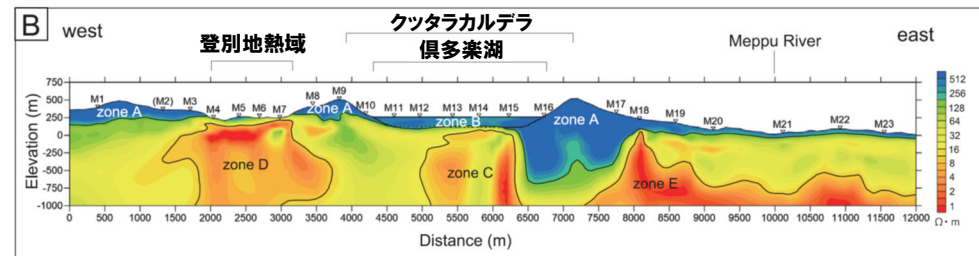 B
west
登別地熱域
クッタラカルデラ
倶多楽湖
Meppu River
east
750
500
250
0
-250
-500
-750
-1000
Elevation (m)
M1
(M2)
M3
M4
M5
M6
M7
M8
M9
M10
M11
M12
M13
M14
M15
M16
M17
M18
M19
M20
M21
M22
M23
zone A
zone A
zone B
zone A
zone D
zone C
zone E
0 500 1000 1500 2000 2500 3000 3500 4000 4500 5000 5500 6000 6500 7000 7500 8000 8500 9000 9500 10000 10500 11000 11500 12000
Distance (m)
512
256
128
64
32
16
8
4
2
1
Ω・m